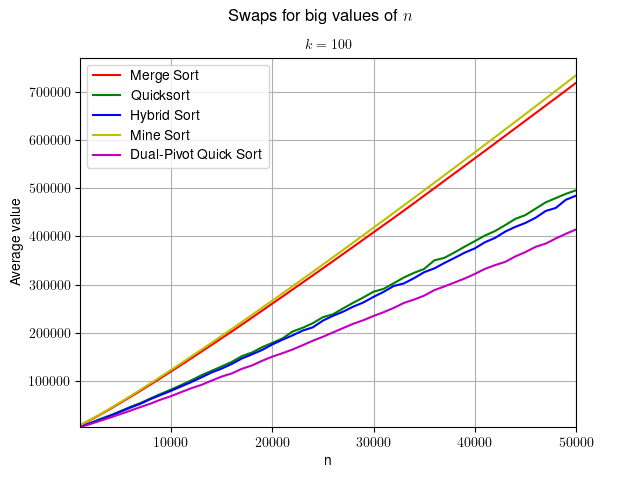 Swaps for big values of n
k = 100
Merge Sort
Quicksort
Hybrid Sort
Mine Sort
Dual-Pivot Quick Sort
700000
600000
500000
400000
300000
200000
100000
Average value
10000 20000 30000 40000 50000
n